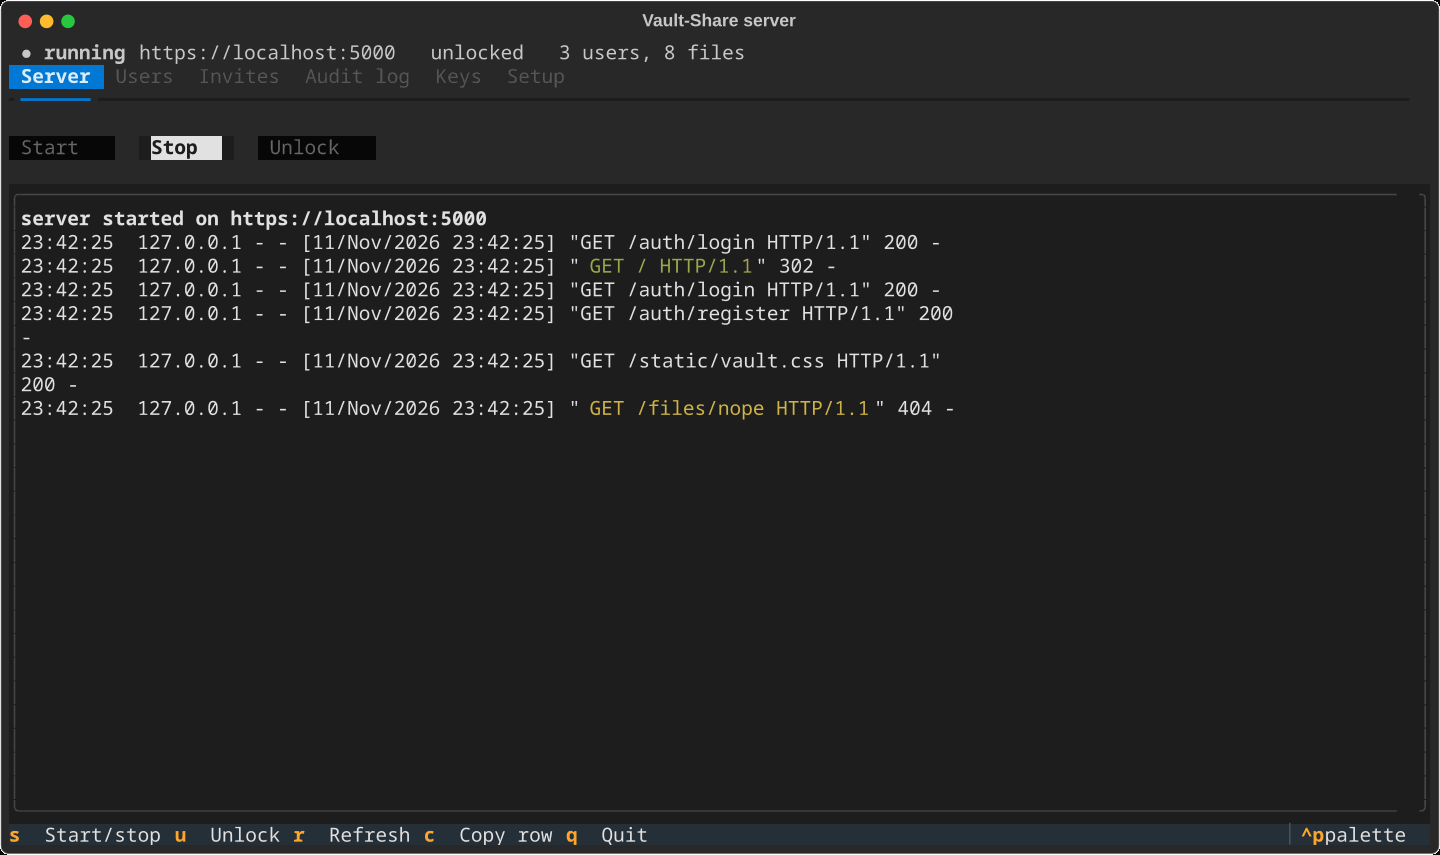 Vault-Share server
● running https://localhost:5000 unlocked 3 users, 8 files
Server Users Invites Audit log Keys Setup
Start Stop Unlock
server started on https://localhost:5000
23:42:25 127.0.0.1 - - [11/Nov/2026 23:42:25] "GET /auth/login HTTP/1.1" 200 -
23:42:25 127.0.0.1 - - [11/Nov/2026 23:42:25] "GET / HTTP/1.1" 302 -
23:42:25 127.0.0.1 - - [11/Nov/2026 23:42:25] "GET /auth/login HTTP/1.1" 200 -
23:42:25 127.0.0.1 - - [11/Nov/2026 23:42:25] "GET /auth/register HTTP/1.1" 200
-
23:42:25 127.0.0.1 - - [11/Nov/2026 23:42:25] "GET /static/vault.css HTTP/1.1"
200 -
23:42:25 127.0.0.1 - - [11/Nov/2026 23:42:25] "GET /files/nope HTTP/1.1" 404 -
s Start/stop u Unlock r Refresh c Copy row q Quit ^ppalette